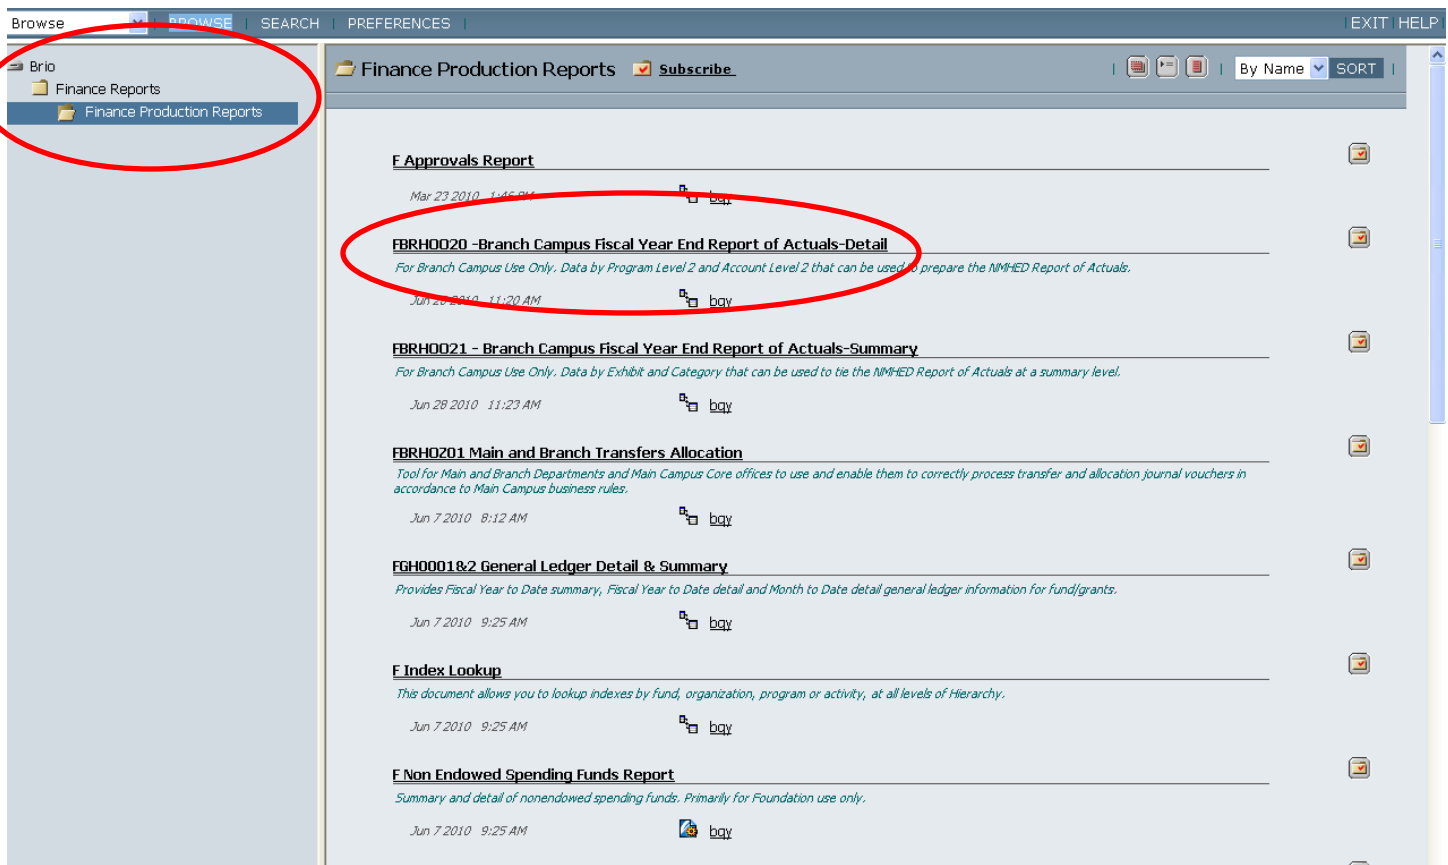 Browse | BROWSE | SEARCH | PREFERENCES | | EXIT | HELP |
Brio
Finance Reports
Finance Production Reports
Finance Production Reports Subscribe | | By Name SORT |
F Approvals Report
Mar 23 2010 1:46 PM bqy
FBRH0020 -Branch Campus Fiscal Year End Report of Actuals-Detail
For Branch Campus Use Only. Data by Program Level 2 and Account Level 2 that can be used to prepare the NMHED Report of Actuals.
Jun 28 2010 11:20 AM bqy
FBRH0021 - Branch Campus Fiscal Year End Report of Actuals-Summary
For Branch Campus Use Only. Data by Exhibit and Category that can be used to tie the NMHED Report of Actuals at a summary level.
Jun 28 2010 11:23 AM bqy
FBRH0Z01 Main and Branch Transfers Allocation
Tool for Main and Branch Departments and Main Campus Core offices to use and enable them to correctly process transfer and allocation journal vouchers in
accordance to Main Campus business rules.
Jun 7 2010 8:12 AM bqy
FGH0001&2 General Ledger Detail & Summary
Provides Fiscal Year to Date summary, Fiscal Year to Date detail and Month to Date detail general ledger information for fund/grants.
Jun 7 2010 9:25 AM bqy
F Index Lookup
This document allows you to lookup indexes by fund, organization, program or activity, at all levels of Hierarchy.
Jun 7 2010 9:25 AM bqy
F Non Endowed Spending Funds Report
Summary and detail of nonendowed spending funds. Primarily for Foundation use only.
Jun 7 2010 9:25 AM bqy